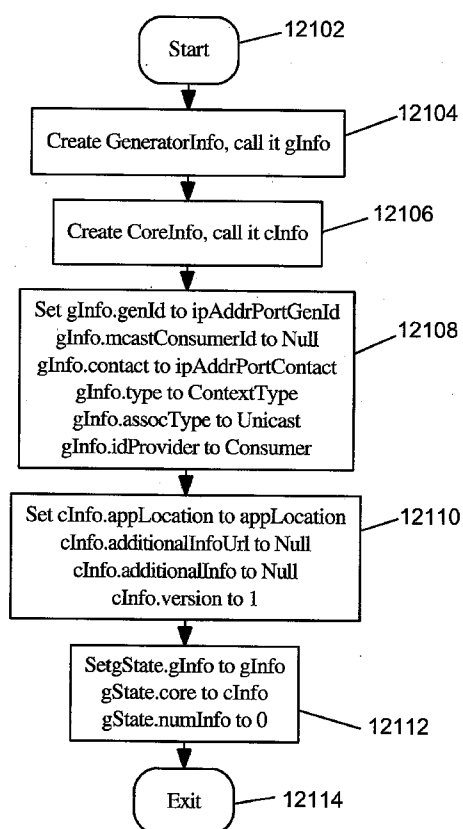 Start
12102
Create GeneratorInfo, call it gInfo
12104
Create CoreInfo, call it cInfo
12106
Set gInfo.genId to ipAddrPortGenId
gInfo.mcastConsumerId to Null
gInfo.contact to ipAddrPortContact
gInfo.type to ContextType
gInfo.assocType to Unicast
gInfo.idProvider to Consumer
12108
Set cInfo.appLocation to appLocation
cInfo.additionalInfoUrl to Null
cInfo.additionalInfo to Null
cInfo.version to 1
12110
SetgState.gInfo to gInfo
gState.core to cInfo
gState.numInfo to 0
12112
Exit
12114